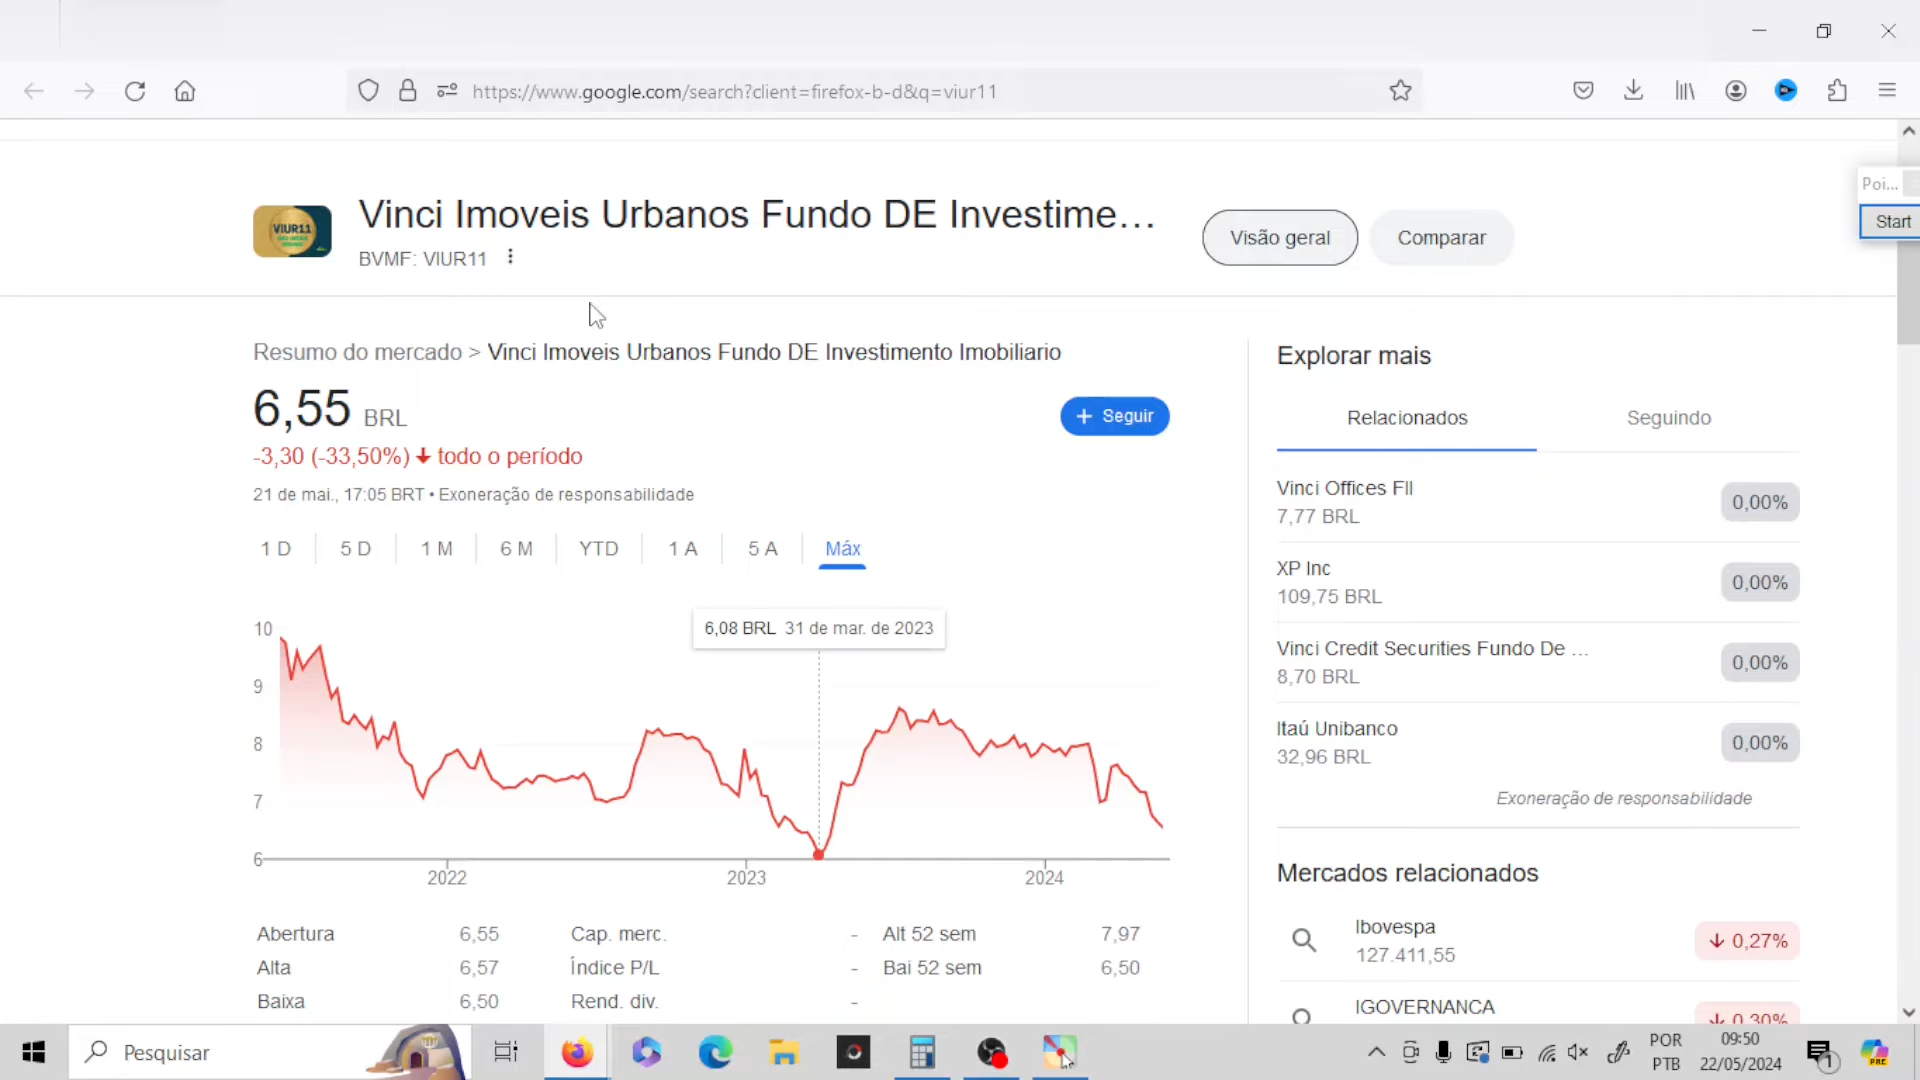 https://www.google.com/search?client=firefox-b-d&q=viur11
Poi...
Start
VIUR11
Vinci Imoveis Urbanos Fundo DE Investime...
BVMF: VIUR11
Visão geral
Comparar
Resumo do mercado > Vinci Imoveis Urbanos Fundo DE Investimento Imobiliario
6,55 BRL
+ Seguir
-3,30 (-33,50%) ↓ todo o período
21 de mai., 17:05 BRT • Exoneração de responsabilidade
1 D 5 D 1 M 6 M YTD 1 A 5 A Máx
6,08 BRL 31 de mar. de 2023
10
9
8
7
6
2022 2023 2024
Abertura 6,55 Cap. merc. - Alt 52 sem 7,97
Alta 6,57 Índice P/L - Bai 52 sem 6,50
Baixa 6,50 Rend. div. -
Explorar mais
Relacionados Seguindo
Vinci Offices FII
7,77 BRL
0,00%
XP Inc
109,75 BRL
0,00%
Vinci Credit Securities Fundo De ...
8,70 BRL
0,00%
Itaú Unibanco
32,96 BRL
0,00%
Exoneração de responsabilidade
Mercados relacionados
Ibovespa
127.411,55
↓ 0,27%
IGOVERNANCA
↓ 0,30%
Pesquisar
POR
PTB
09:50
22/05/2024
1
PRE